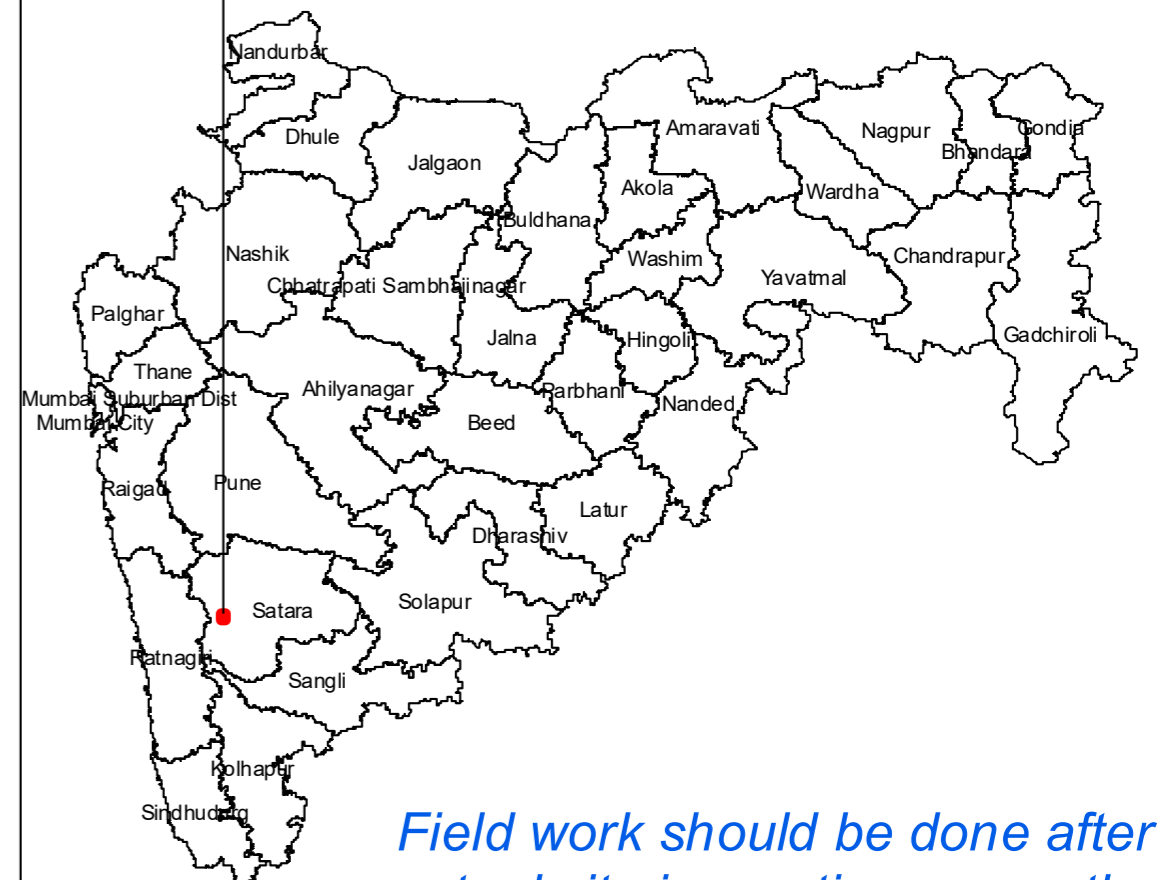 Nandurbar
Dhule
Jalgaon
Amaravati
Nagpur
Gondia
Bhandara
Akola
Wardha
Buldhana
Nashik
Washim
Chandrapur
Yavatmal
Chhatrapati Sambhajinagar
Palghar
Jalna
Hingoli
Gadchiroli
Thane
Ahilyanagar
Parbhani
Nanded
Mumbai Suburban Dist
Mumbai City
Beed
Raigad
Pune
Latur
Dharashiv
Satara
Solapur
Ratnagiri
Sangli
Kolhapur
Sindhudurg
Field work should be done after